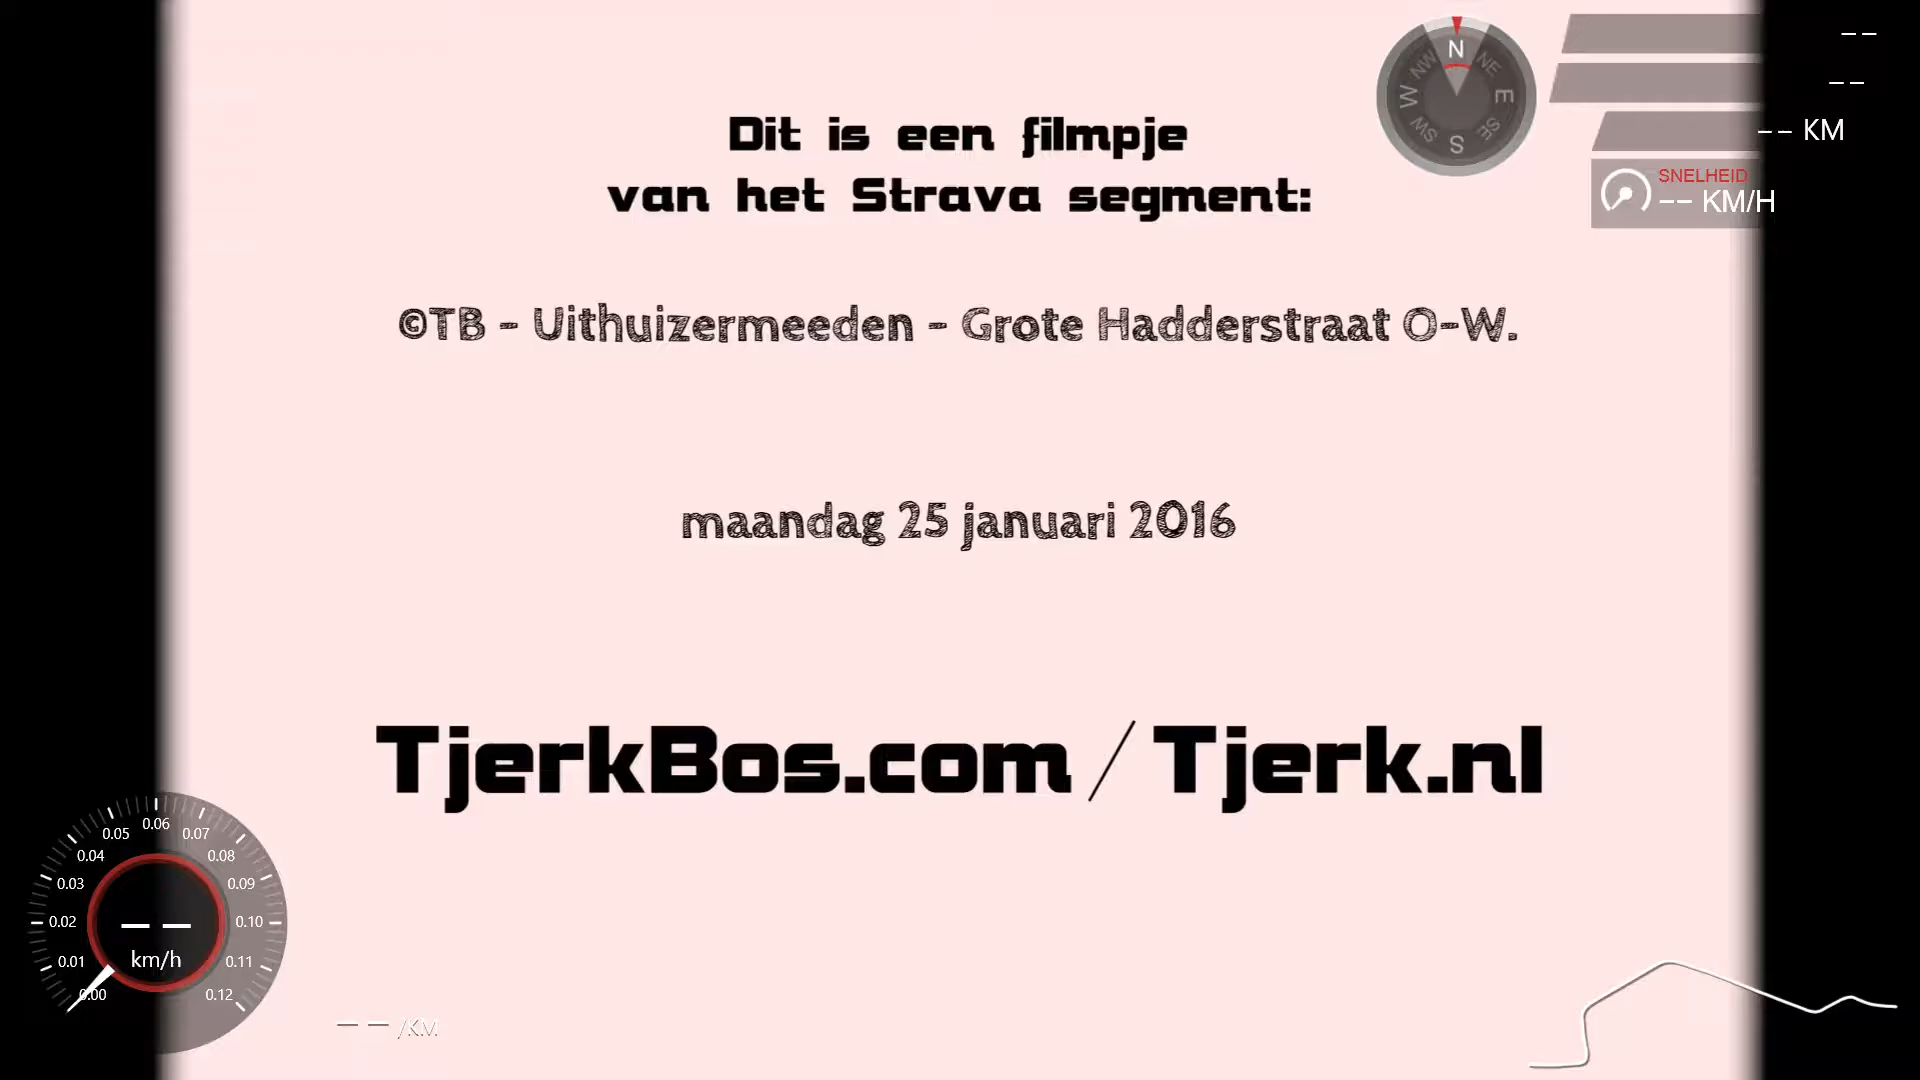 Dit is een filmpje
van het Strava segment:
©TB - Uithuizermeeden - Grote Hadderstraat O-W.
maandag 25 januari 2016
TjerkBos.com / Tjerk.nl
N
NE
E
SE
S
SW
W
NW
--
--
-- KM
SNELHEID
-- KM/H
0.00
0.01
0.02
0.03
0.04
0.05
0.06
0.07
0.08
0.09
0.10
0.11
0.12
--
km/h
-- /KM